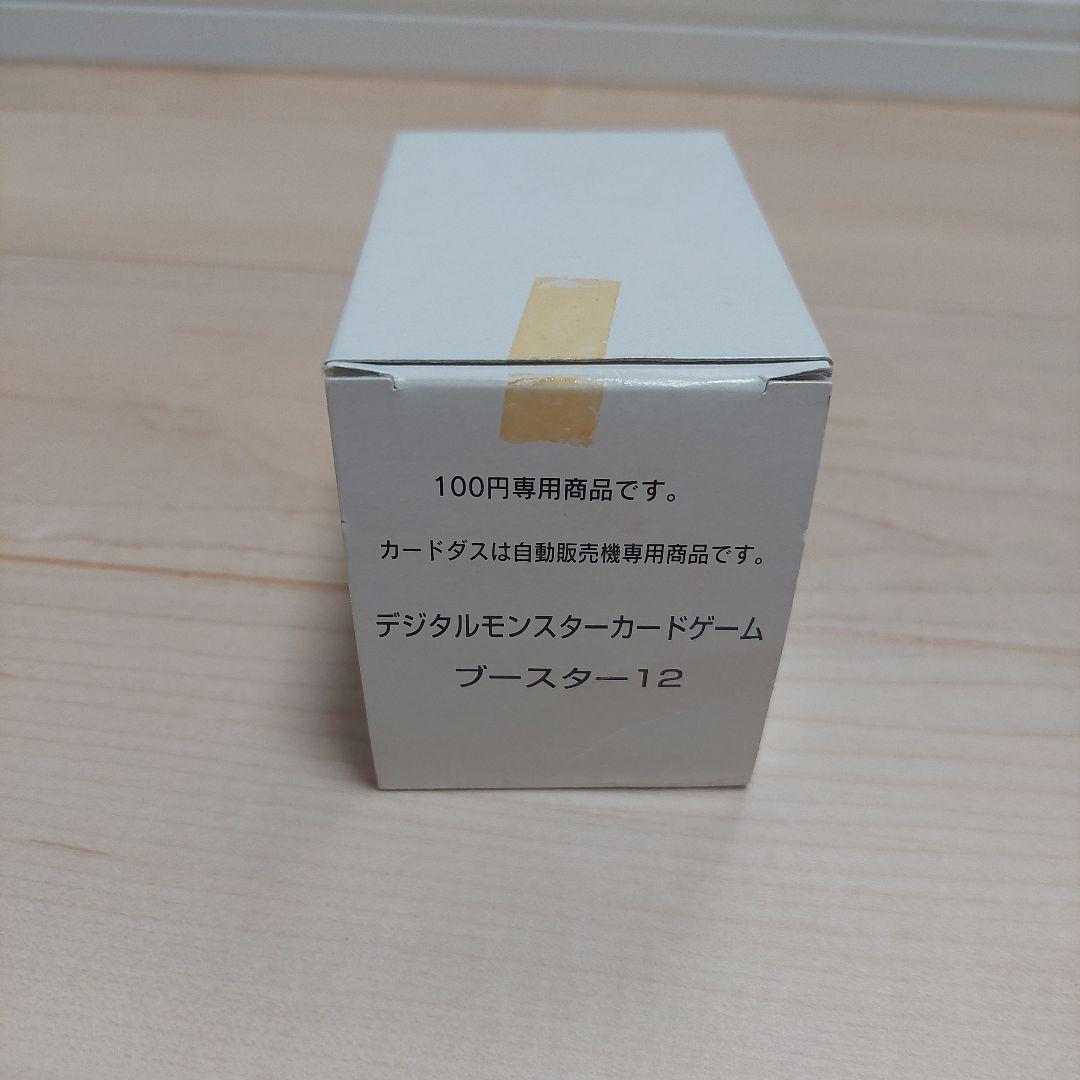 100円専用商品です。
カードダスは自動販売機専用商品です。
デジタルモンスターカードゲーム
ブースター12